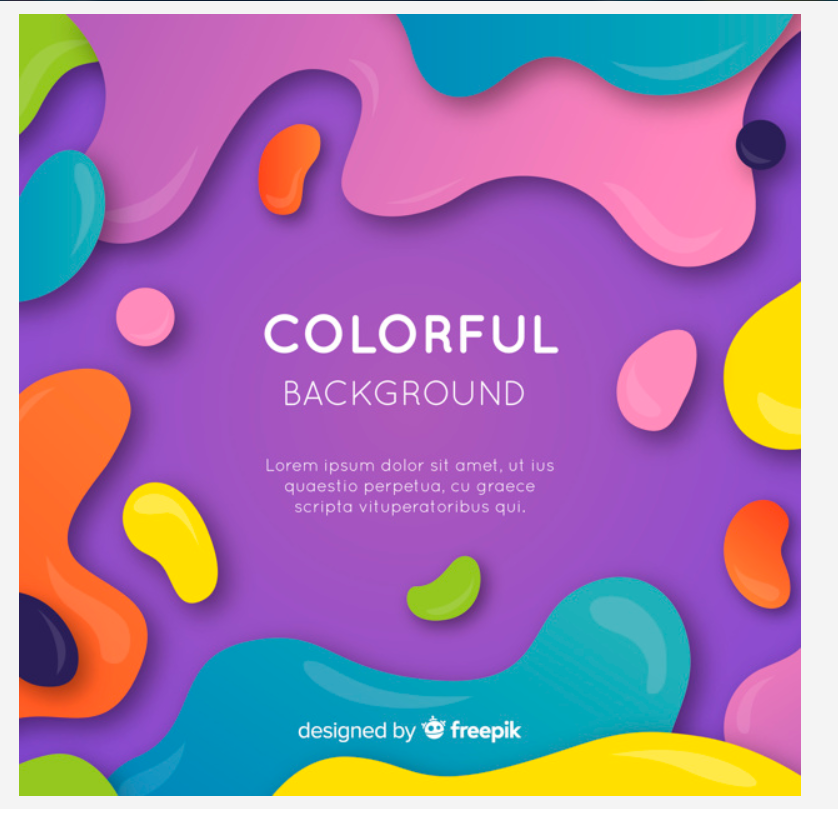 COLORFUL
BACKGROUND
Lorem ipsum dolor sit amet, ut ius
quaestio perpetua, cu graece
scripta vituperatoribus qui.
designed by freepik